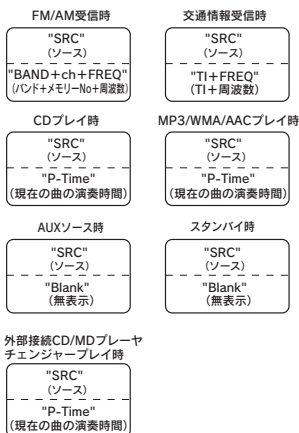 FM/AM受信時
"SRC"
(ソース)
"BAND+ch+FREQ"
(バンド+メモリーNo+周波数)
交通情報受信時
"SRC"
(ソース)
"TI+FREQ"
(TI+周波数)
CDプレイ時
"SRC"
(ソース)
"P-Time"
(現在の曲の演奏時間)
MP3/WMA/AACプレイ時
"SRC"
(ソース)
"P-Time"
(現在の曲の演奏時間)
AUXソース時
"SRC"
(ソース)
"Blank"
(無表示)
スタンバイ時
"SRC"
(ソース)
"Blank"
(無表示)
外部接続CD/MDプレーヤ
チェンジャープレイ時
"SRC"
(ソース)
"P-Time"
(現在の曲の演奏時間)